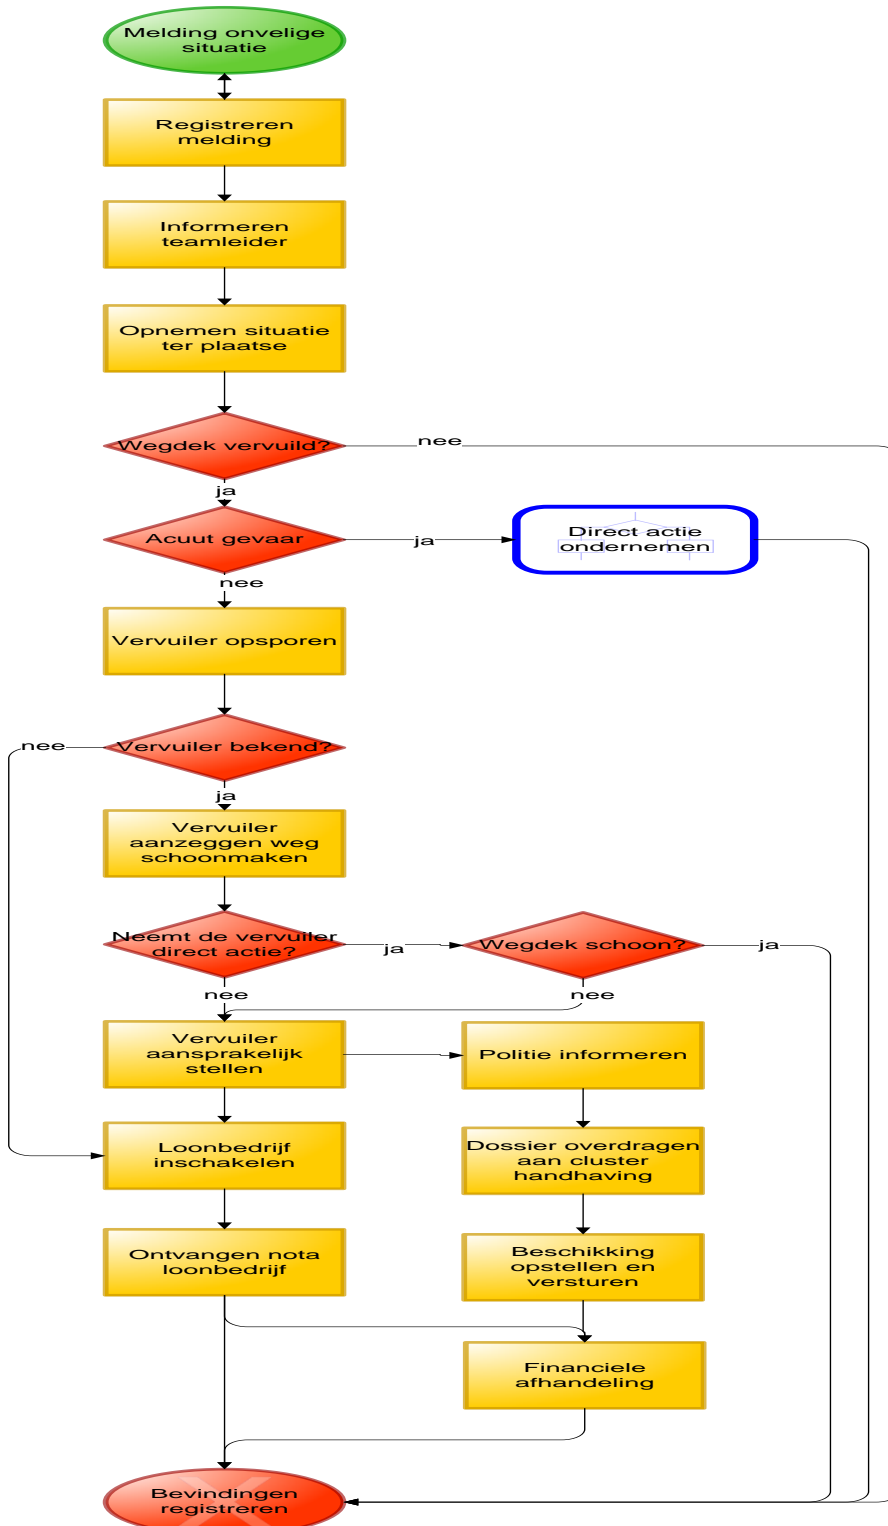 Melding onvelige
situatie
Registreren
melding
Informeren
teamleider
Opnemen situatie
ter plaatse
Wegdek vervuild?
nee
ja
Acuut gevaar
ja
Direct actie
ondernemen
nee
Vervuiler opsporen
nee
Vervuiler bekend?
ja
Vervuiler
aanzeggen weg
schoonmaken
Neemt de vervuiler
direct actie?
ja
Wegdek schoon?
ja
nee
nee
Vervuiler
aansprakelijk
stellen
Politie informeren
Loonbedrijf
inschakelen
Dossier overdragen
aan cluster
handhaving
Ontvangen nota
loonbedrijf
Beschikking
opstellen en
versturen
Financiele
afhandeling
Bevindingen
registreren